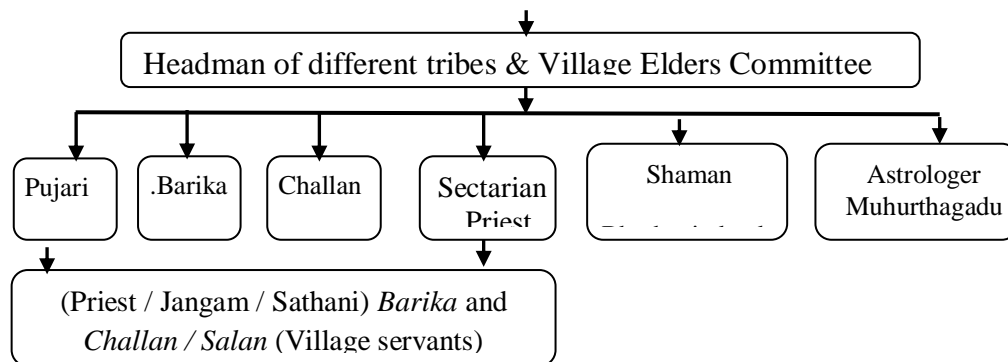 Headman of different tribes & Village Elders Committee
Pujari
.Barika
Challan
Sectarian
Priest
Shaman
Astrologer
Muhurthagadu
(Priest / Jangam / Sathani) Barika and
Challan / Salan (Village servants)